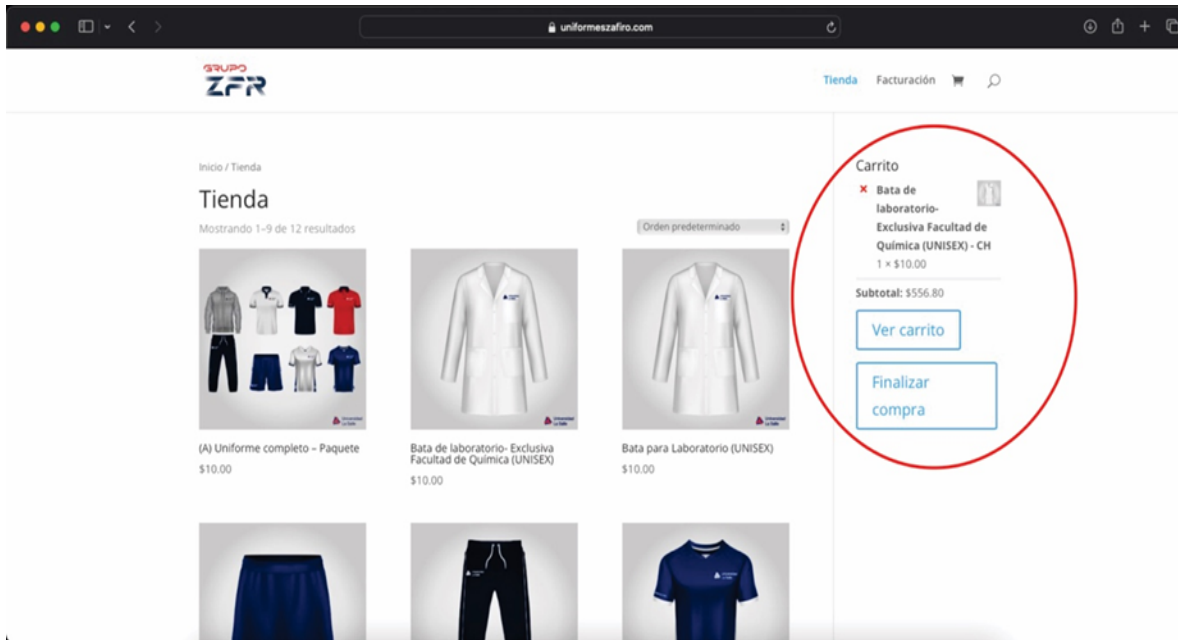 uniformeszafiro.com
GRUPO
ZFR
Tienda
Facturación
Inicio / Tienda
Tienda
Mostrando 1–9 de 12 resultados
Orden predeterminado
(A) Uniforme completo – Paquete
$10.00
Bata de laboratorio- Exclusiva
Facultad de Química (UNISEX)
$10.00
Bata para Laboratorio (UNISEX)
$10.00
Carrito
Bata de
laboratorio-
Exclusiva Facultad de
Química (UNISEX) - CH
1 × $10.00
Subtotal: $556.80
Ver carrito
Finalizar
compra